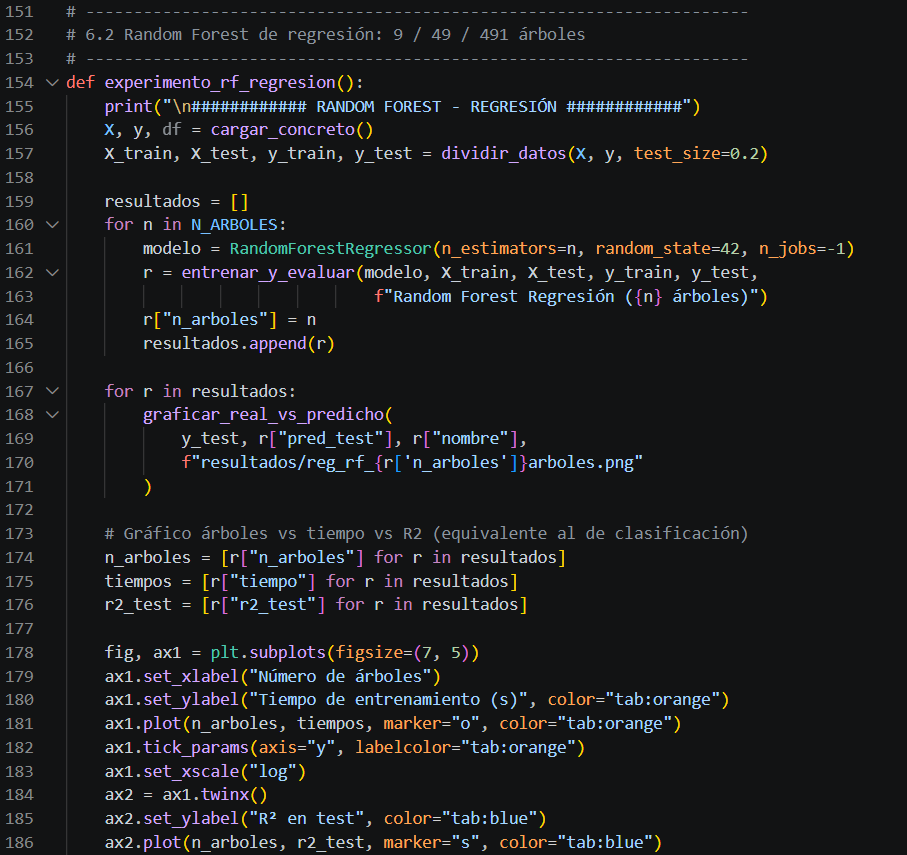 151 # ---------------------------------------------------------------------
152 # 6.2 Random Forest de regresión: 9 / 49 / 491 árboles
153 # ---------------------------------------------------------------------
154 def experimento_rf_regresion():
155     print("\n############ RANDOM FOREST - REGRESIÓN ############")
156     X, y, df = cargar_concreto()
157     X_train, X_test, y_train, y_test = dividir_datos(X, y, test_size=0.2)
158
159     resultados = []
160     for n in N_ARBOLES:
161         modelo = RandomForestRegressor(n_estimators=n, random_state=42, n_jobs=-1)
162         r = entrenar_y_evaluar(modelo, X_train, X_test, y_train, y_test,
163                                 f"Random Forest Regresión ({n} árboles)")
164         r["n_arboles"] = n
165         resultados.append(r)
166
167     for r in resultados:
168         graficar_real_vs_predicho(
169             y_test, r["pred_test"], r["nombre"],
170             f"resultados/reg_rf_{r['n_arboles']}arboles.png"
171         )
172
173     # Gráfico árboles vs tiempo vs R2 (equivalente al de clasificación)
174     n_arboles = [r["n_arboles"] for r in resultados]
175     tiempos = [r["tiempo"] for r in resultados]
176     r2_test = [r["r2_test"] for r in resultados]
177
178     fig, ax1 = plt.subplots(figsize=(7, 5))
179     ax1.set_xlabel("Número de árboles")
180     ax1.set_ylabel("Tiempo de entrenamiento (s)", color="tab:orange")
181     ax1.plot(n_arboles, tiempos, marker="o", color="tab:orange")
182     ax1.tick_params(axis="y", labelcolor="tab:orange")
183     ax1.set_xscale("log")
184     ax2 = ax1.twinx()
185     ax2.set_ylabel("R² en test", color="tab:blue")
186     ax2.plot(n_arboles, r2_test, marker="s", color="tab:blue")